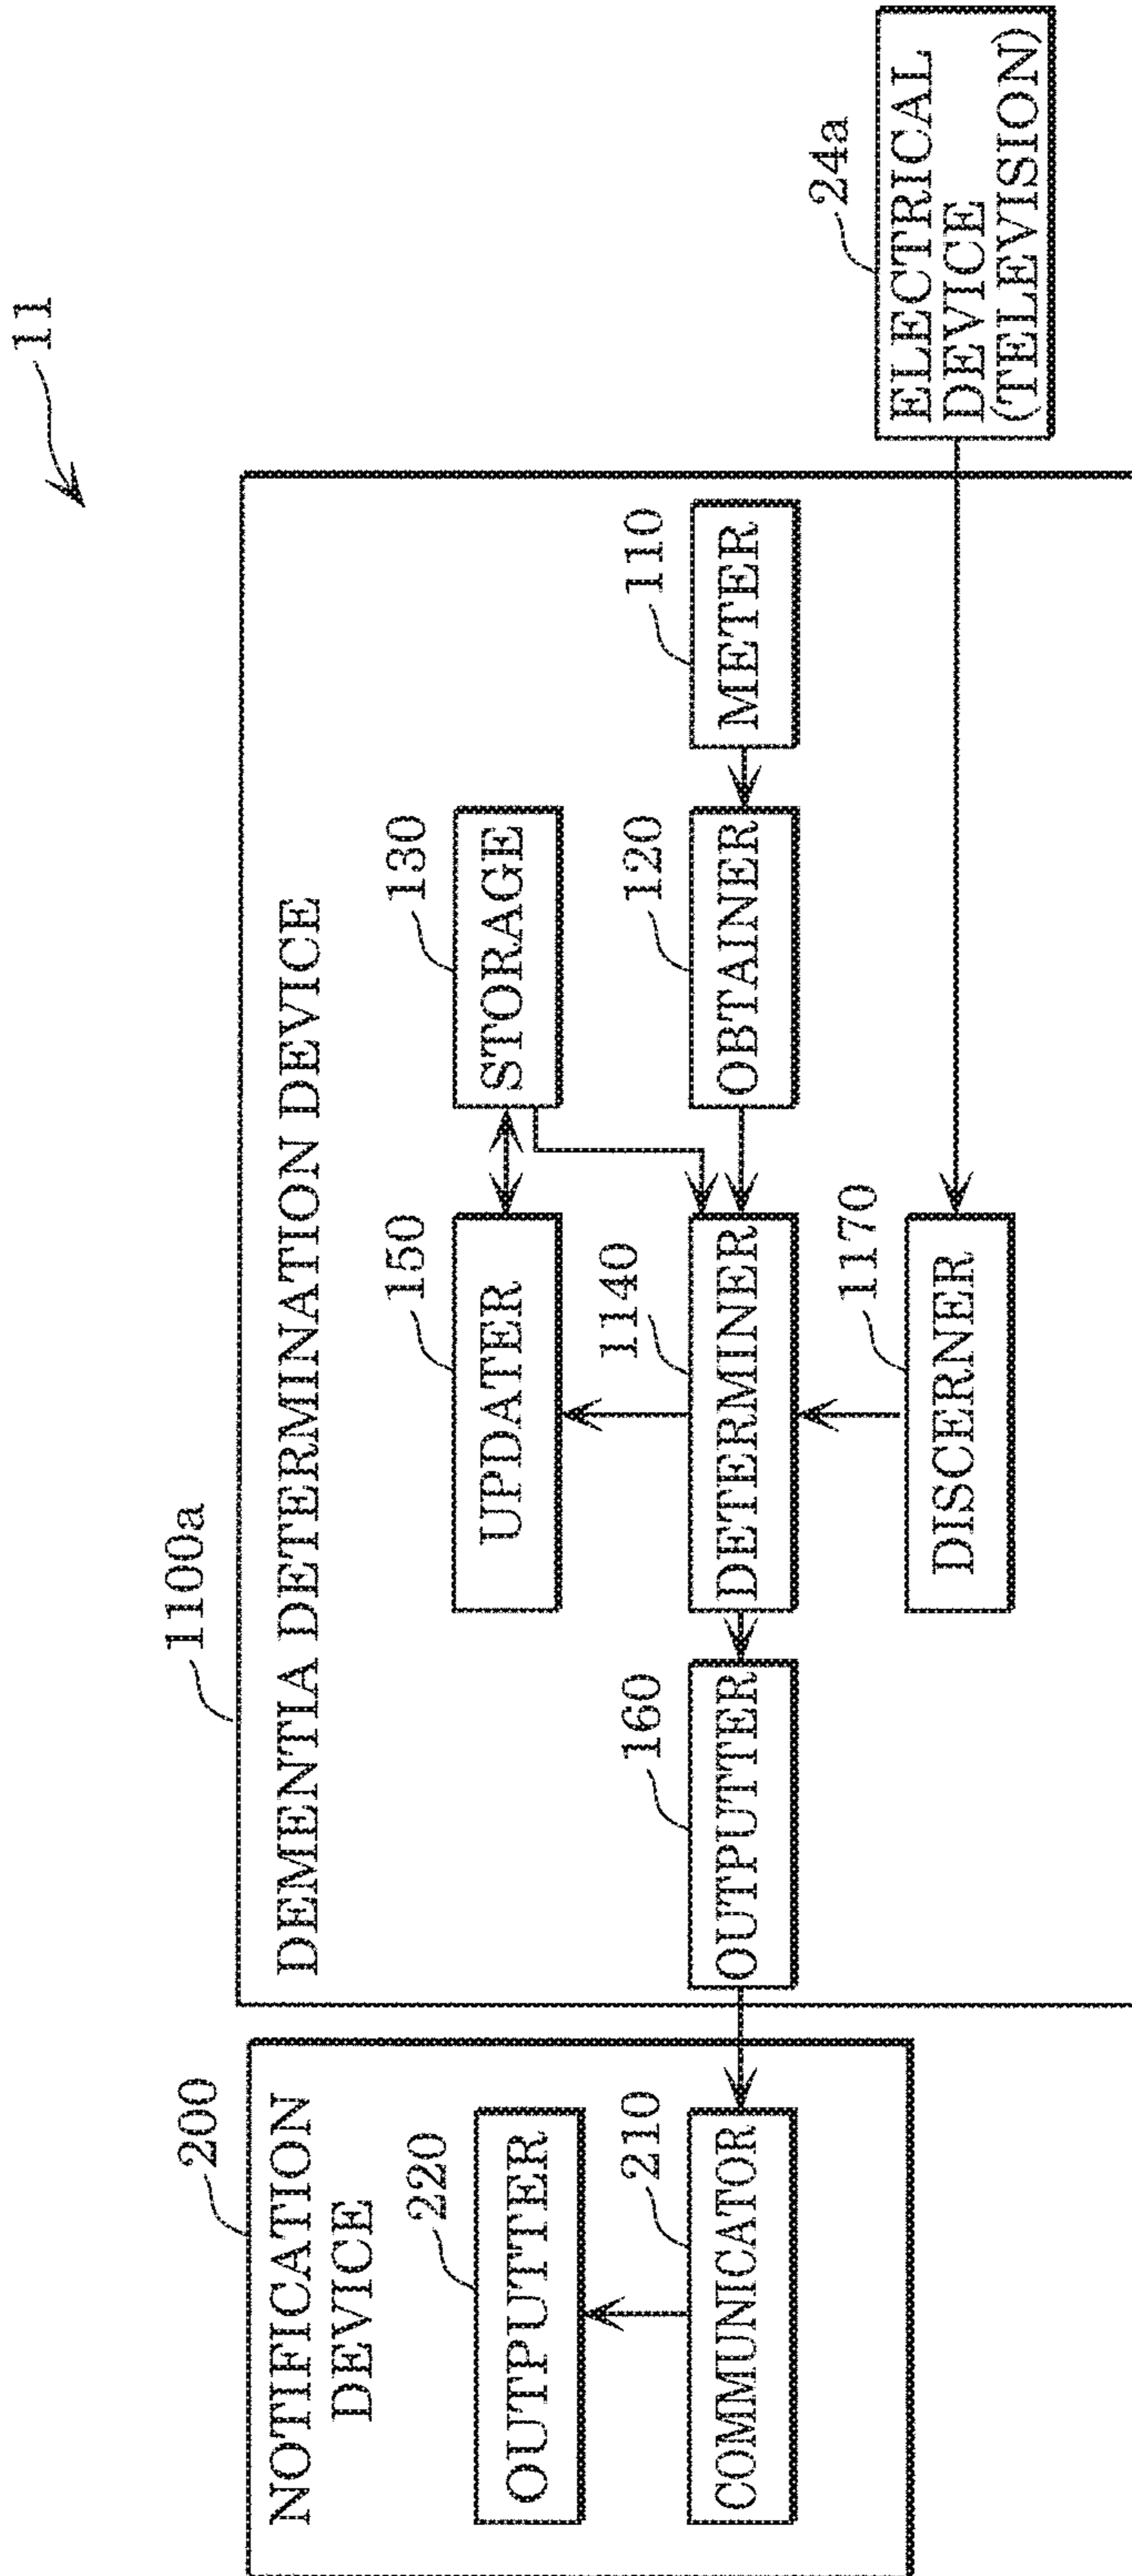 11
1100a
200
NOTIFICATION
DEVICE
220
OUTPUTTER
210
COMMUNICATOR
DEMENTIA DETERMINATION DEVICE
150
UPDATER
130
STORAGE
160
OUTPUTTER
1140
DETERMINER
120
OBTAINER
110
METER
1170
DISCERNER
24a
ELECTRICAL
DEVICE
(TELEVISION)